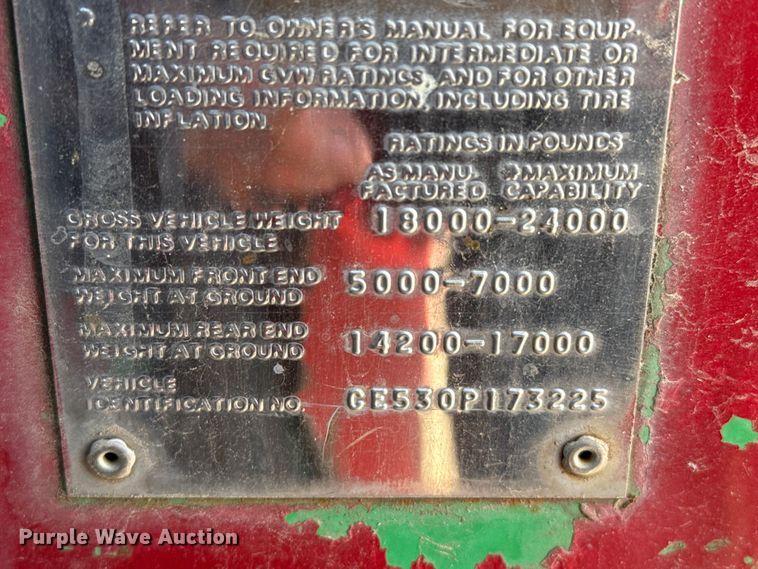 REFER TO OWNER'S MANUAL FOR EQUIP-
MENT REQUIRED FOR INTERMEDIATE OR
MAXIMUM GVW RATINGS, AND FOR OTHER
LOADING INFORMATION, INCLUDING TIRE
INFLATION.
RATINGS IN POUNDS
AS MANU- *MAXIMUM
FACTURED CAPABILITY
GROSS VEHICLE WEIGHT 18000-24000
FOR THIS VEHICLE
MAXIMUM FRONT END 5000-7000
WEIGHT AT GROUND
MAXIMUM REAR END 14200-17000
WEIGHT AT GROUND
VEHICLE
IDENTIFICATION NO. CE530P173225
Purple Wave Auction